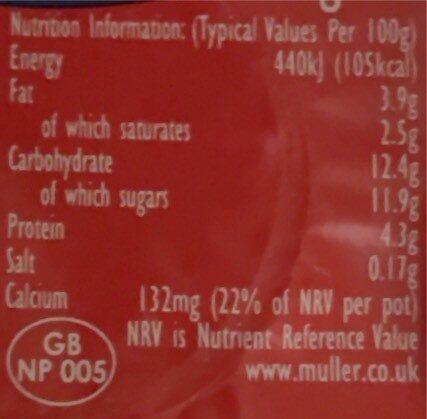 Nutrition Information: (Typical Values Per 100g)
Energy 440kJ (105kcal)
Fat 3.9g
of which saturates 2.5g
Carbohydrate 12.4g
of which sugars 11.9g
Protein 4.3g
Salt 0.17g
Calcium 132mg (22% of NRV per pot)
NRV is Nutrient Reference Value
GB
NP 005
www.muller.co.uk